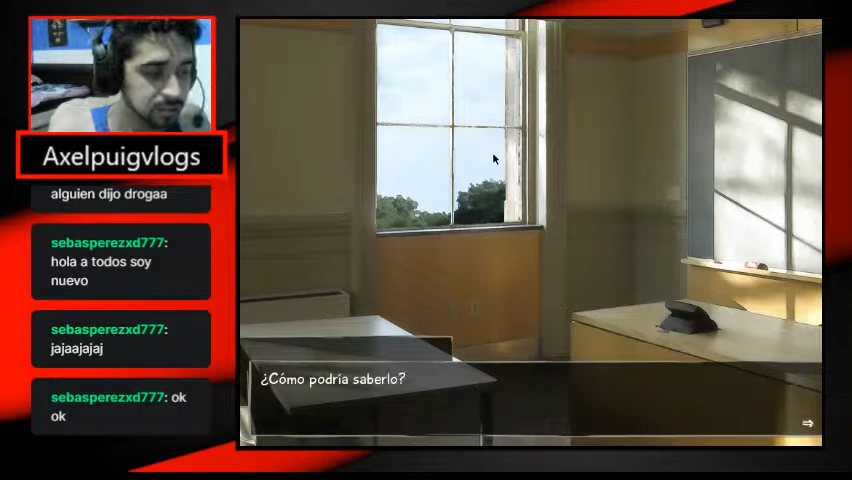 Axelpuigvlogs
alguien dijo drogaa
sebasperezxd777:
hola a todos soy
nuevo
sebasperezxd777:
jajaajajaj
sebasperezxd777: ok
ok
¿Cómo podría saberlo?